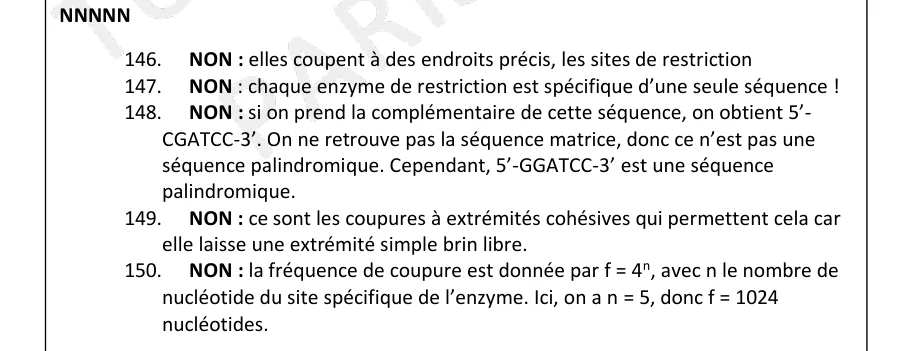 NNNNN
146. NON : elles coupent à des endroits précis, les sites de restriction
147. NON : chaque enzyme de restriction est spécifique d’une seule séquence !
148. NON : si on prend la complémentaire de cette séquence, on obtient 5’-
CGATCC-3’. On ne retrouve pas la séquence matrice, donc ce n’est pas une
séquence palindromique. Cependant, 5’-GGATCC-3’ est une séquence
palindromique.
149. NON : ce sont les coupures à extrémités cohésives qui permettent cela car
elle laisse une extrémité simple brin libre.
150. NON : la fréquence de coupure est donnée par f = 4ⁿ, avec n le nombre de
nucléotide du site spécifique de l’enzyme. Ici, on a n = 5, donc f = 1024
nucléotides.